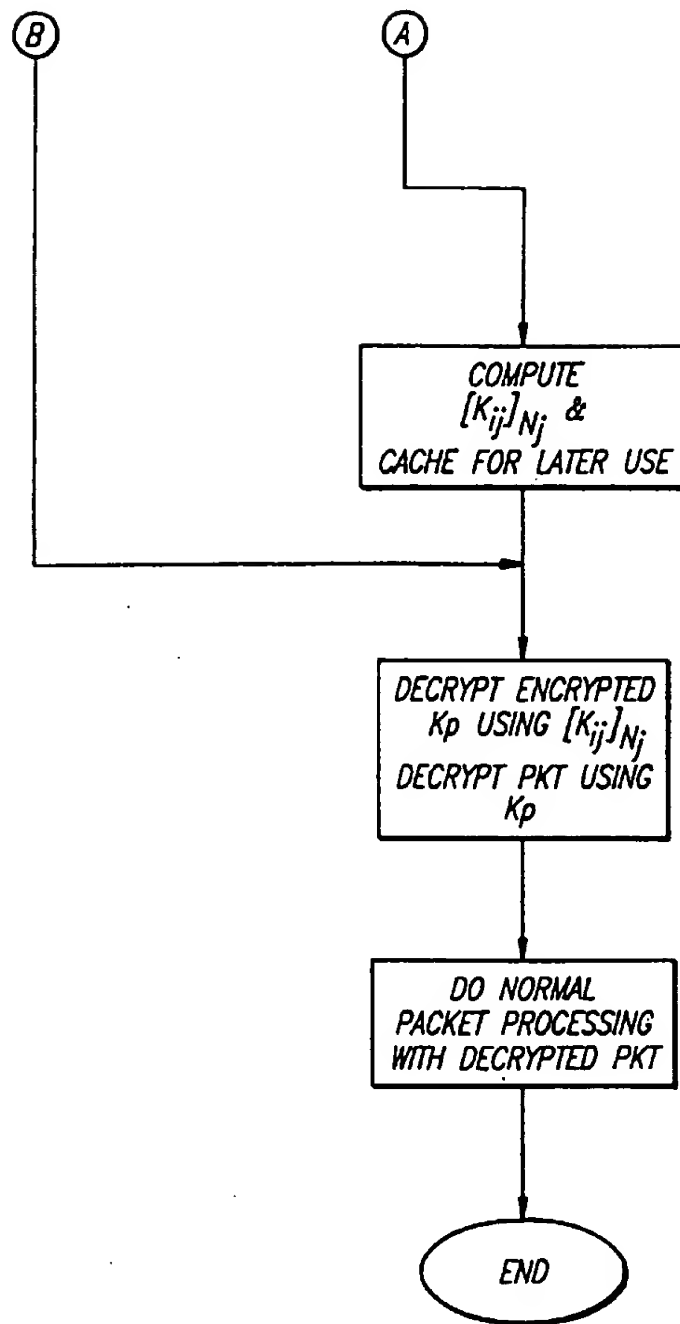 B
A
COMPUTE
[Kij]Nj &
CACHE FOR LATER USE
DECRYPT ENCRYPTED
Kp USING [Kij]Nj
DECRYPT PKT USING
Kp
DO NORMAL
PACKET PROCESSING
WITH DECRYPTED PKT
END